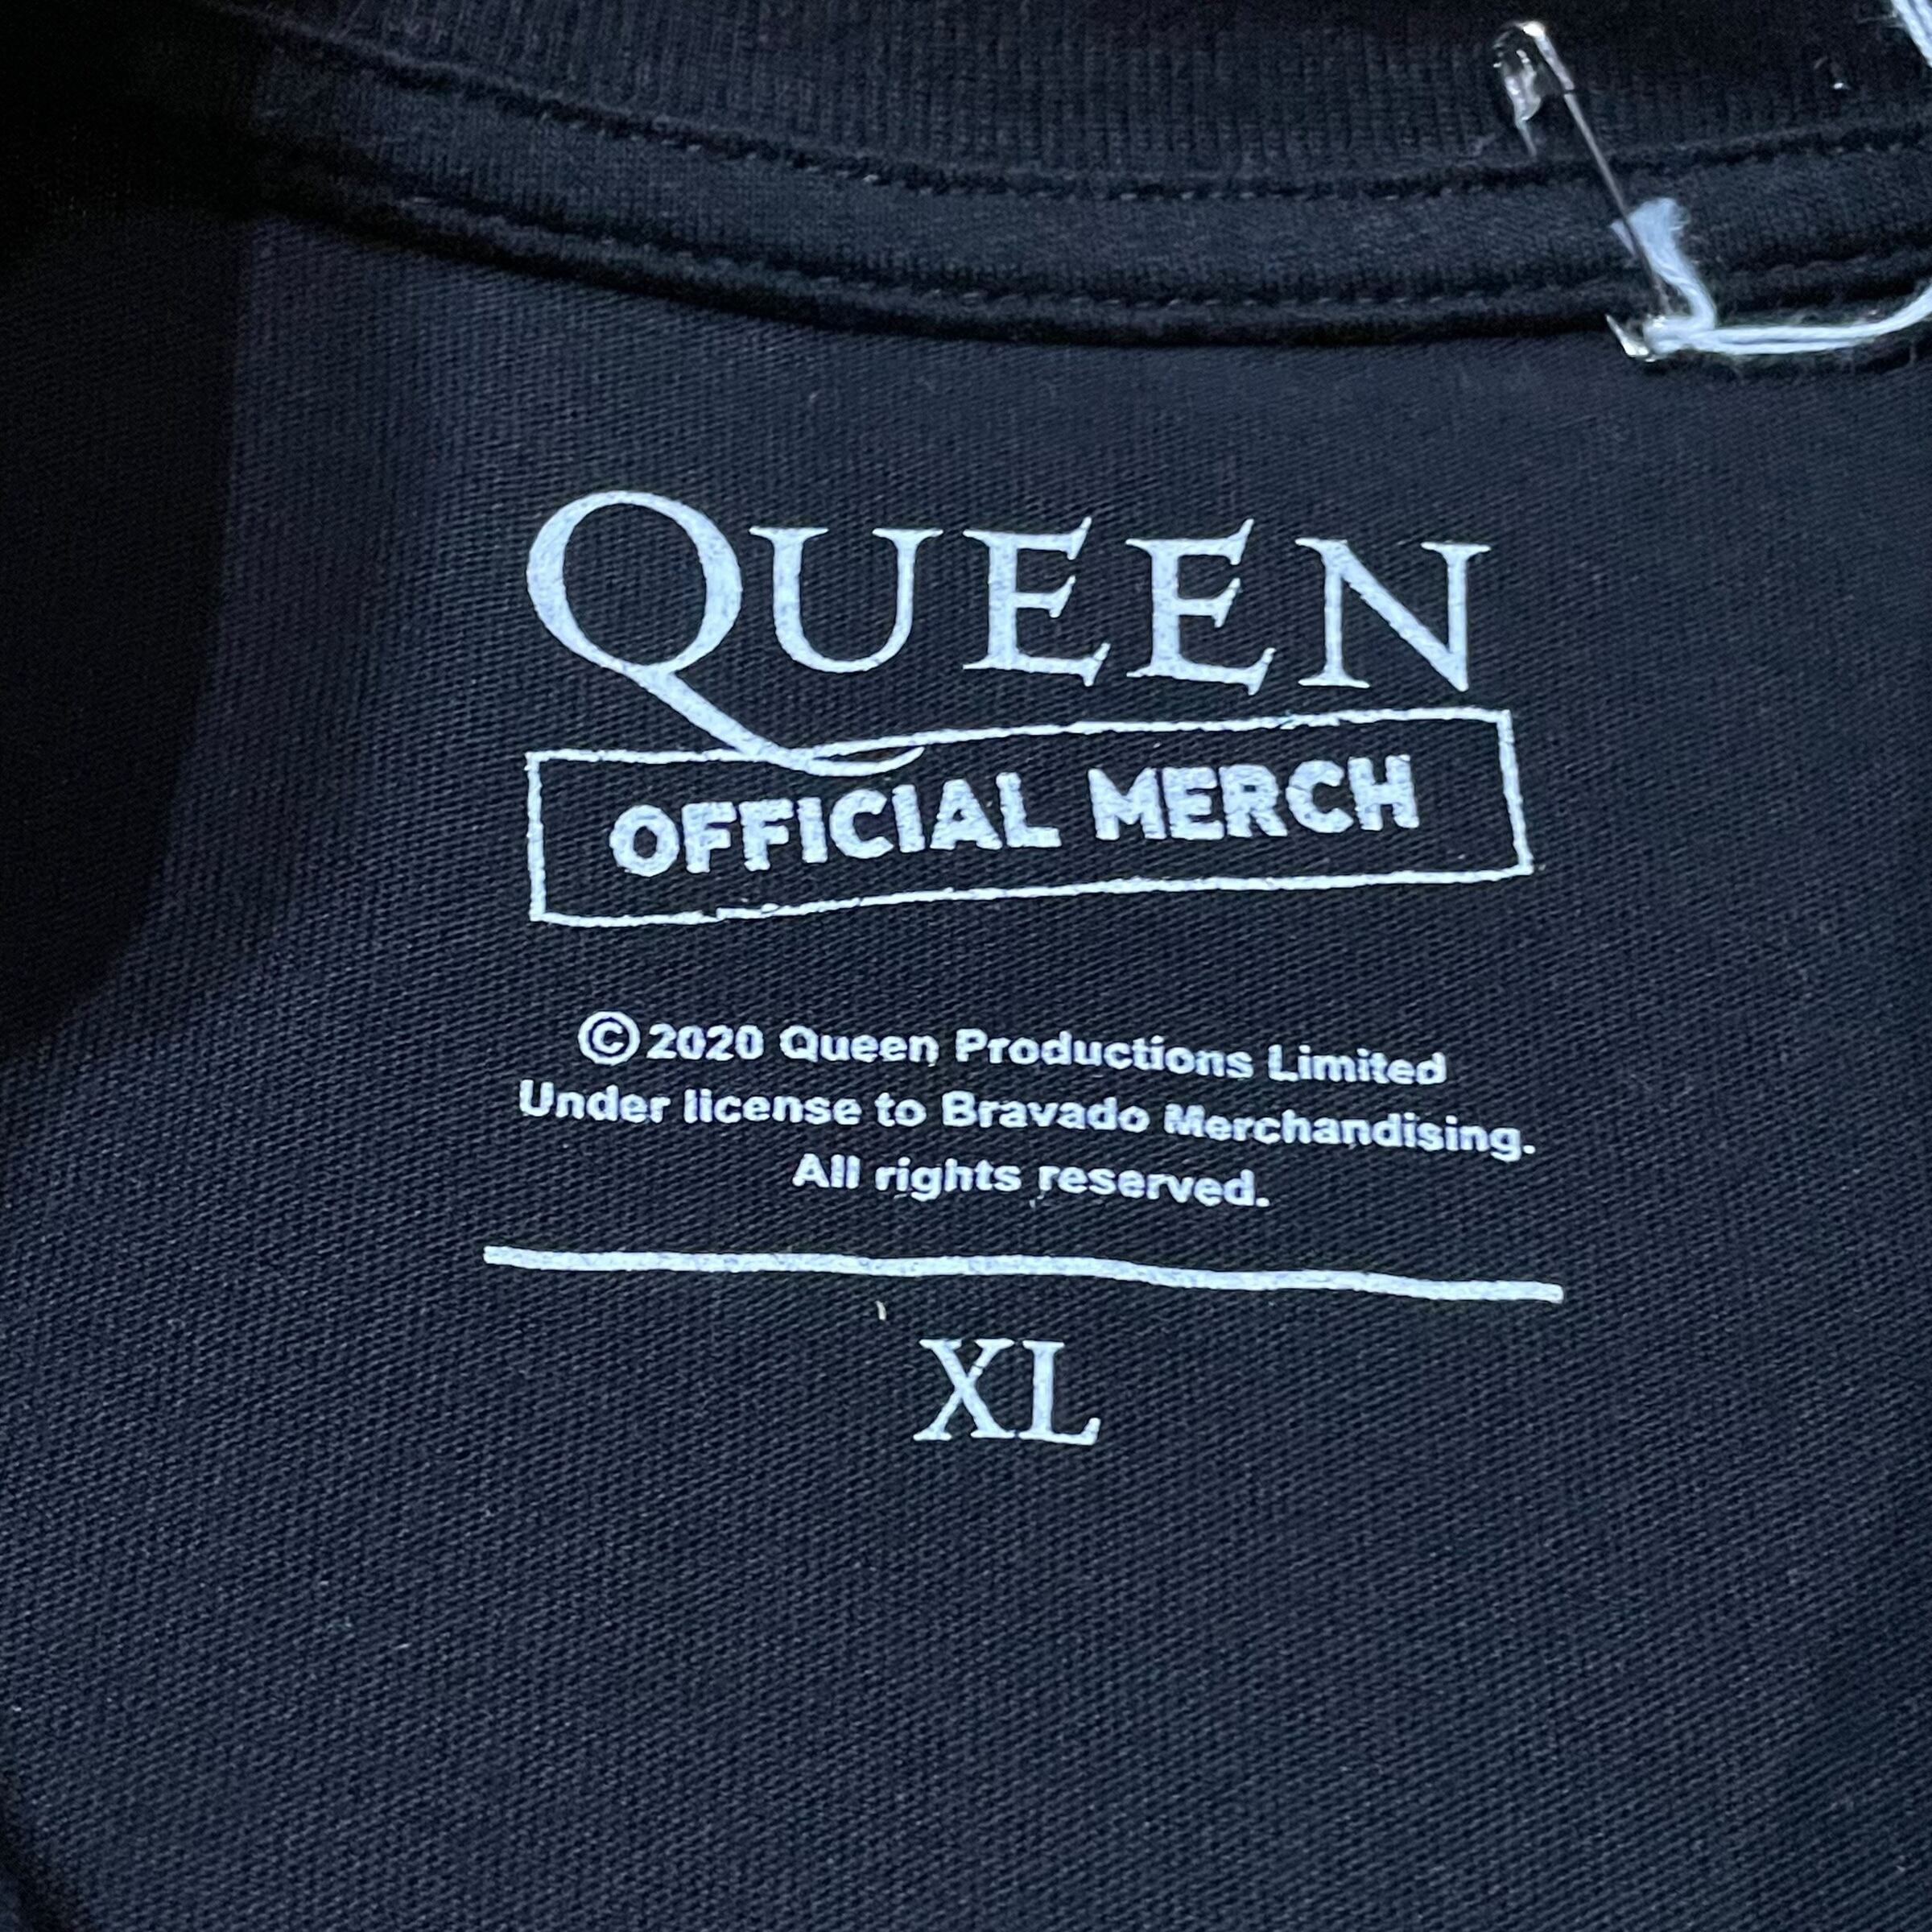 QUEEN
OFFICIAL MERCH
© 2020 Queen Productions Limited
Under license to Bravado Merchandising.
All rights reserved.
XL